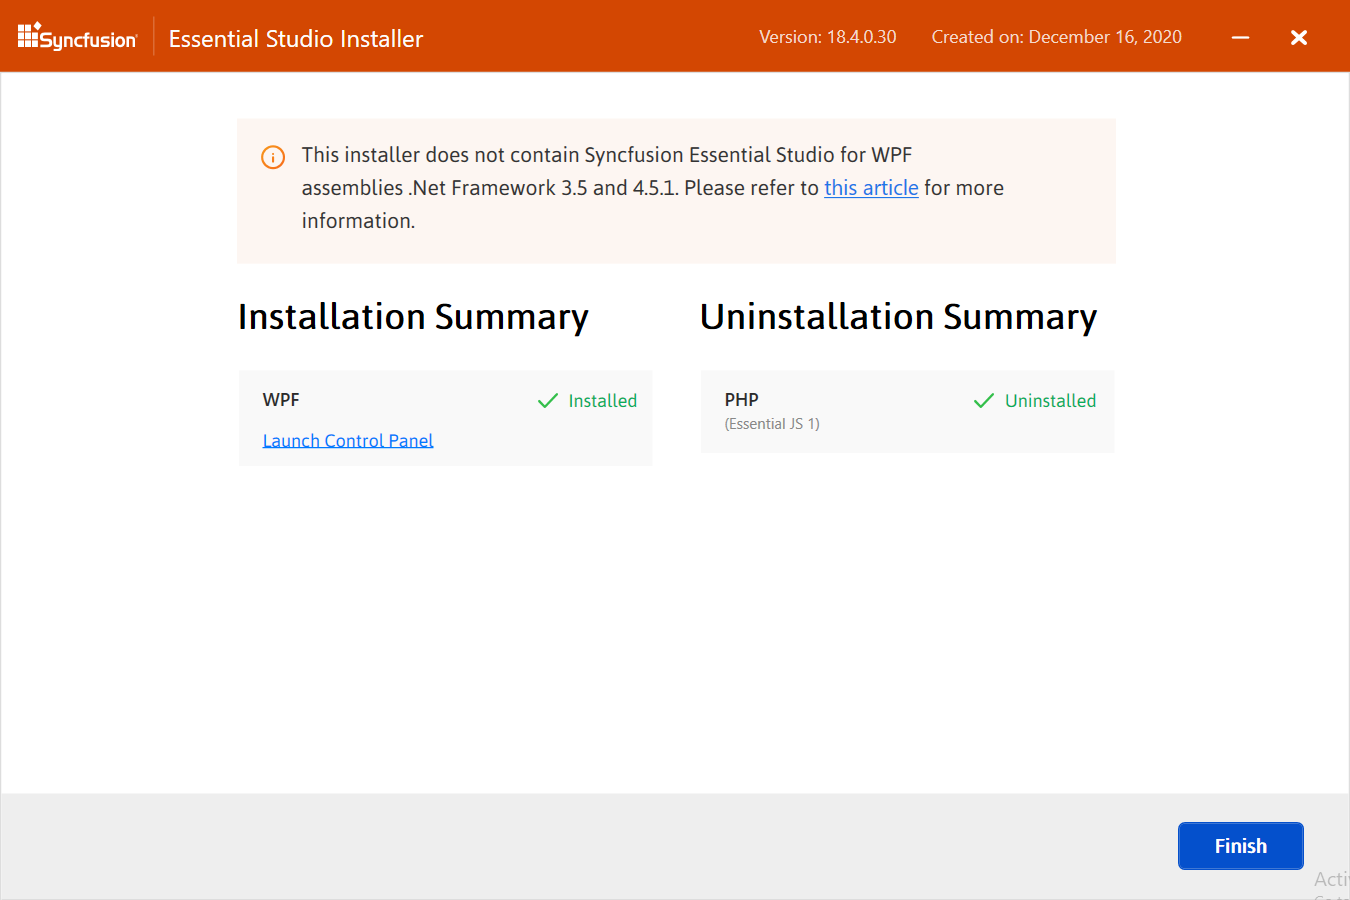 Syncfusion
Essential Studio Installer
Version: 18.4.0.30
Created on: December 16, 2020
This installer does not contain Syncfusion Essential Studio for WPF
assemblies .Net Framework 3.5 and 4.5.1. Please refer to this article for more
information.
Installation Summary
Uninstallation Summary
WPF
Installed
Launch Control Panel
PHP
Uninstalled
(Essential JS 1)
Finish